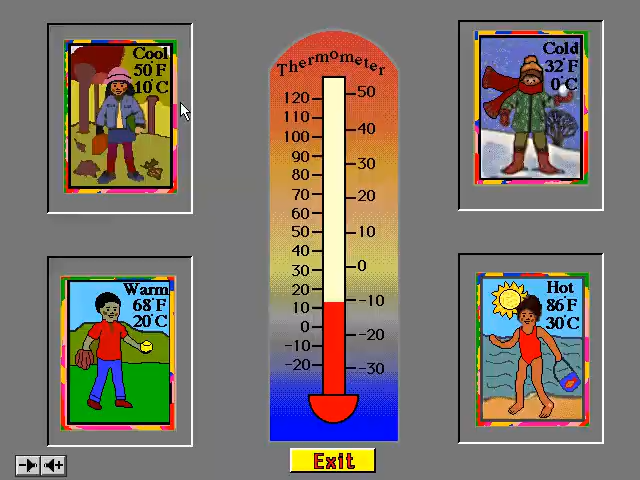 Cool
50°F
10°C
Cold
32°F
0°C
Thermometer
120
110
100
90
80
70
60
50
40
30
20
10
0
-10
-20
50
40
30
20
10
0
-10
-20
-30
Warm
68°F
20°C
Hot
86°F
30°C
Exit